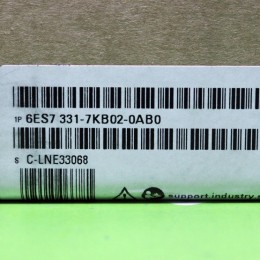 1P 6ES7 331-7KB02-0AB0
S C-LNE33068
support industry